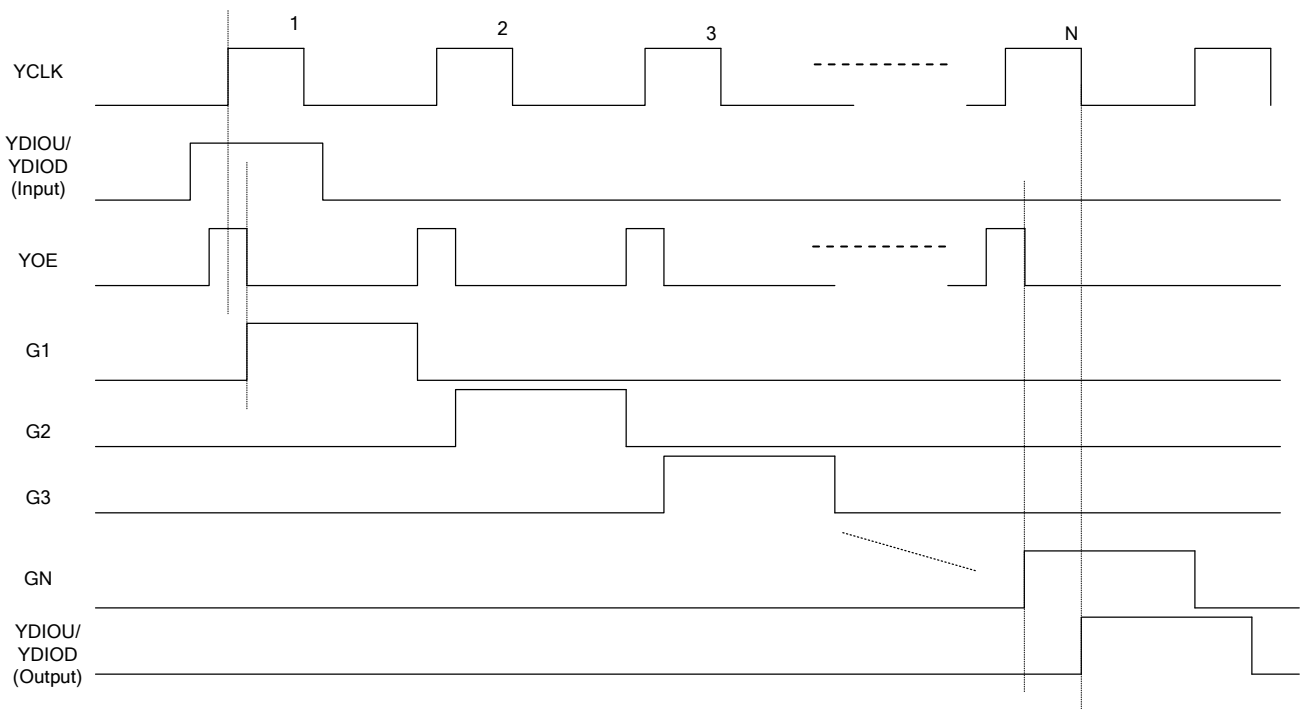 1
2
3
N
YCLK
YDIOU/
YDIOD
(Input)
YOE
G1
G2
G3
GN
YDIOU/
YDIOD
(Output)